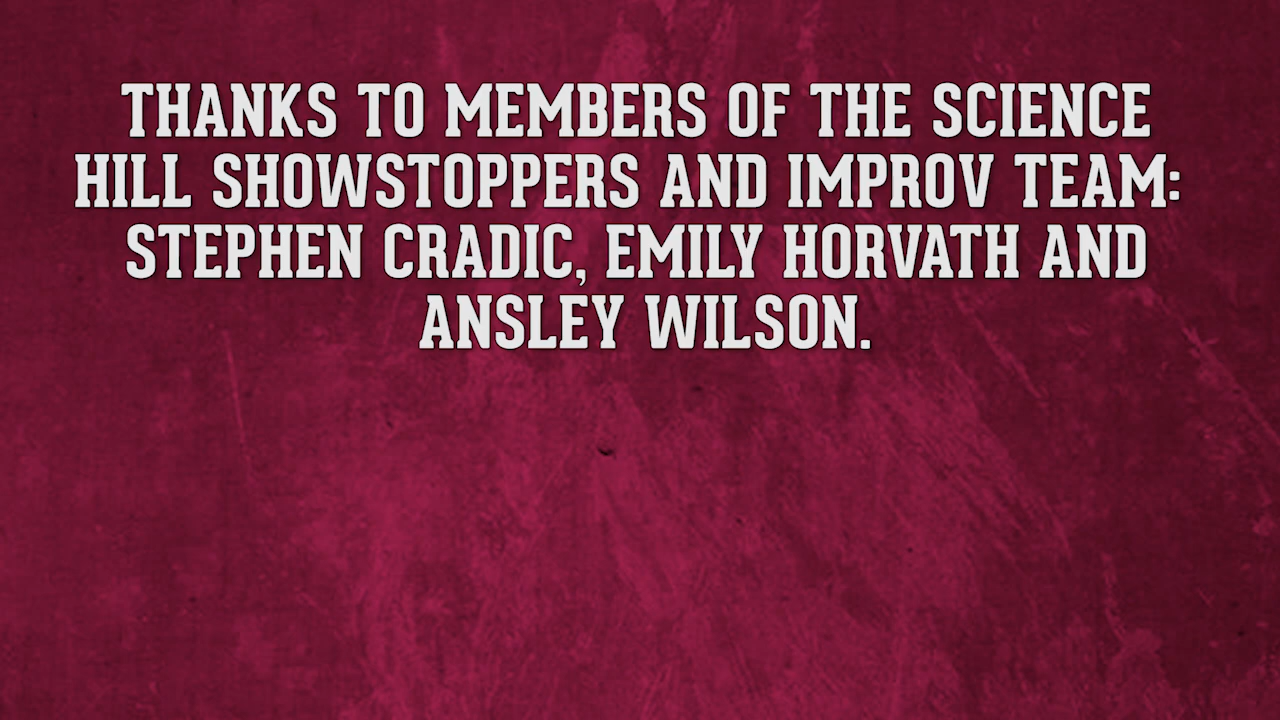 THANKS TO MEMBERS OF THE SCIENCE
HILL SHOWSTOPPERS AND IMPROV TEAM:
STEPHEN CRADIC, EMILY HORVATH AND
ANSLEY WILSON.